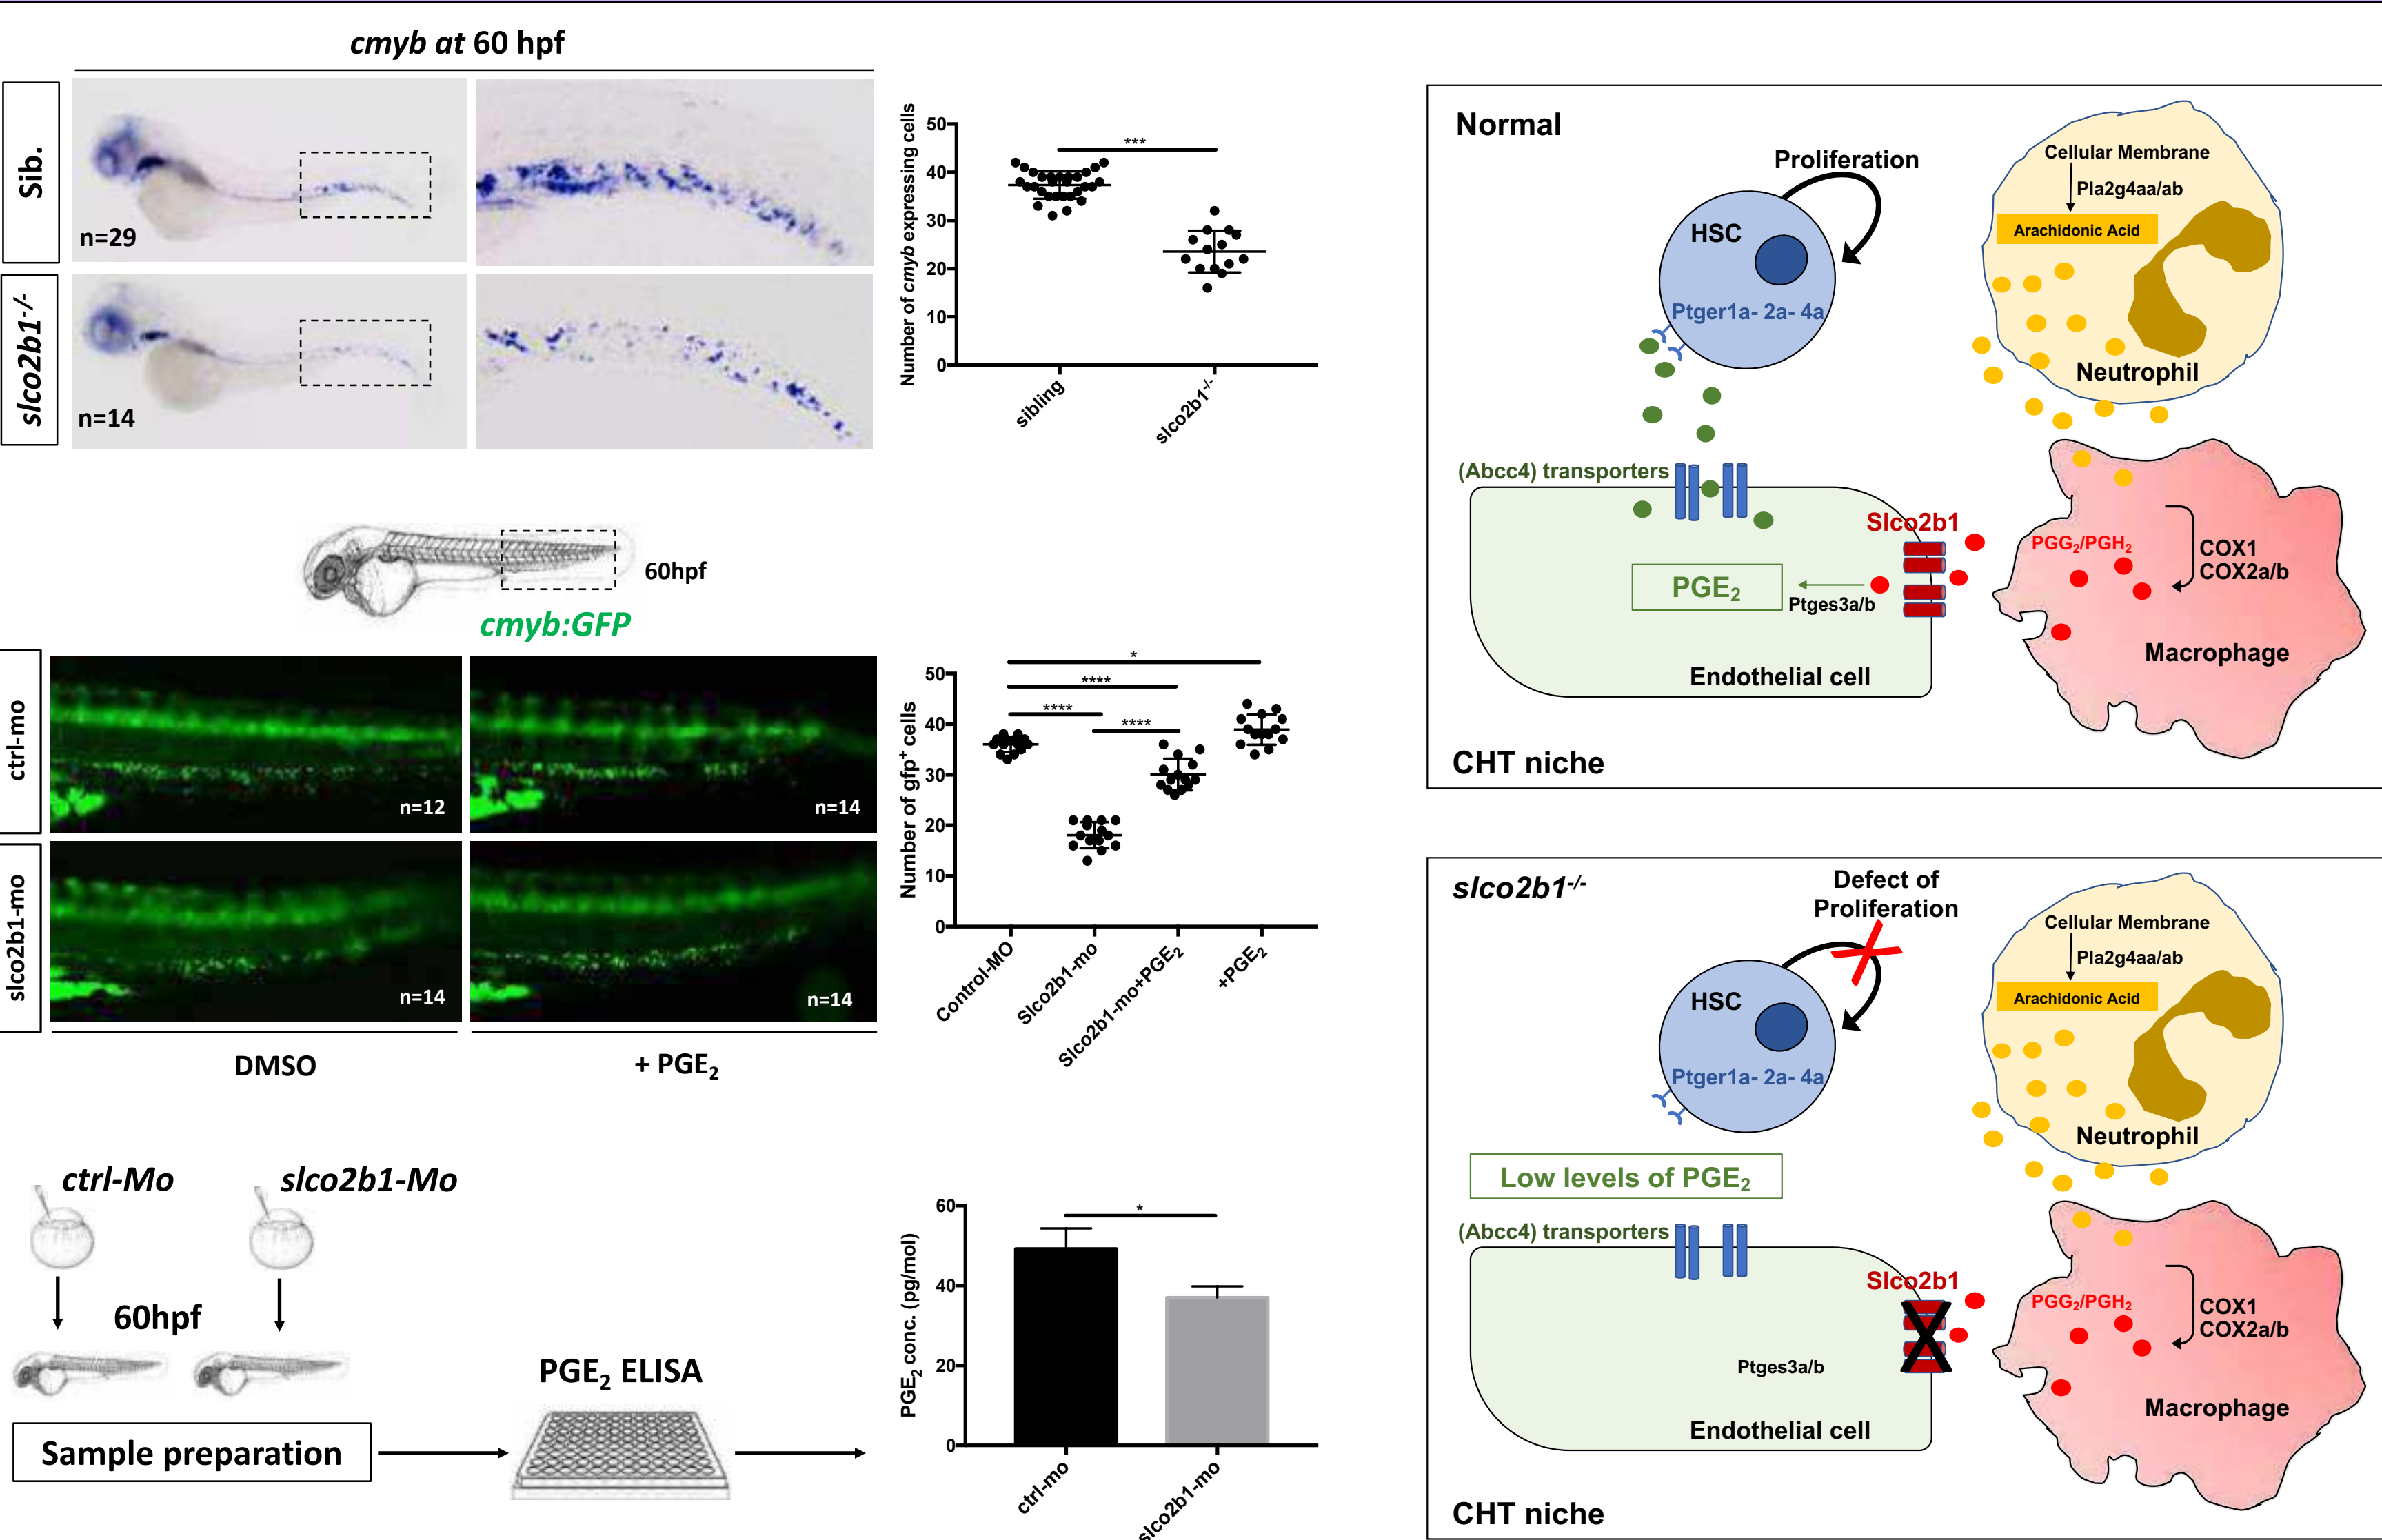 cmyb at 60 hpf
Sib.
n=29
slco2b1-/-
n=14
Number of cmyb expressing cells
50
40
30
20
10
0
***
sibling
slco2b1-/-
60hpf
cmyb:GFP
ctrl-mo
n=12
n=14
slco2b1-mo
n=14
n=14
DMSO
+ PGE2
Number of gfp+ cells
50
40
30
20
10
0
*
****
****
****
Control-MO
Slco2b1-mo
Slco2b1-mo+PGE2
+PGE2
ctrl-Mo
slco2b1-Mo
60hpf
Sample preparation
PGE2 ELISA
PGE2 conc. (pg/mol)
60
40
20
0
*
ctrl-mo
slco2b1-mo
Normal
Proliferation
HSC
Ptger1a- 2a- 4a
Cellular Membrane
Pla2g4aa/ab
Arachidonic Acid
Neutrophil
(Abcc4) transporters
Slco2b1
PGE2
Ptges3a/b
Endothelial cell
PGG2/PGH2
COX1
COX2a/b
Macrophage
CHT niche
slco2b1-/-
Defect of
Proliferation
HSC
Ptger1a- 2a- 4a
Cellular Membrane
Pla2g4aa/ab
Arachidonic Acid
Neutrophil
Low levels of PGE2
(Abcc4) transporters
Slco2b1
Ptges3a/b
Endothelial cell
PGG2/PGH2
COX1
COX2a/b
Macrophage
CHT niche